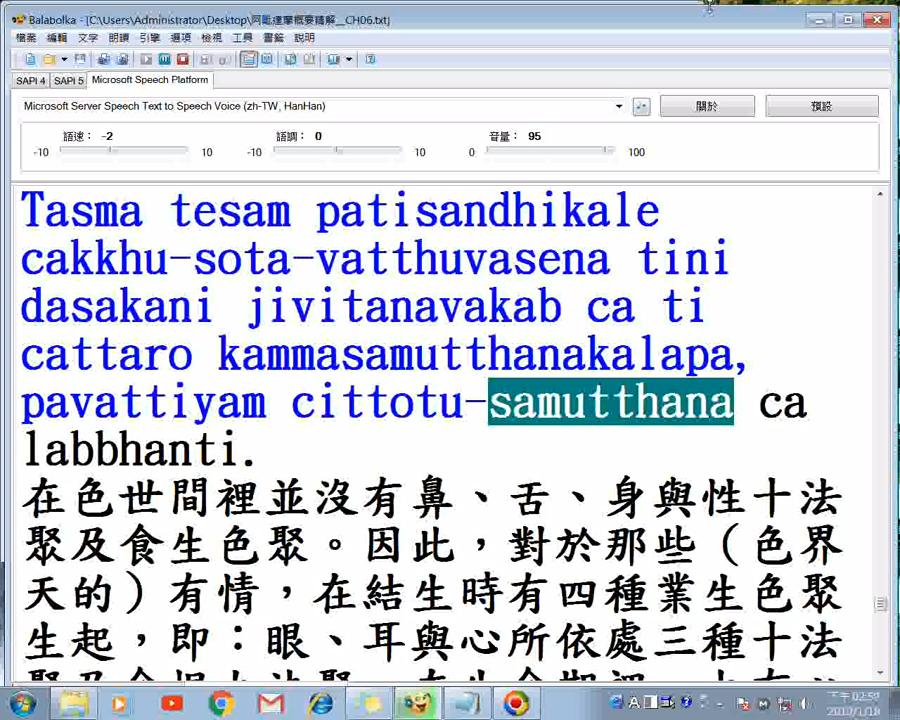 Balabolka - [C:\Users\Administrator\Desktop\阿毗達摩概要精解__CH06.txt]
檔案 編輯 文字 朗讀 引擎 選項 檢視 工具 書籤 說明
SAPI 4 SAPI 5 Microsoft Speech Platform
Microsoft Server Speech Text to Speech Voice (zh-TW, HanHan) 關於 預設
語速： -2 語調： 0 音量： 95
-10 10 -10 10 0 100
Tasma tesam patisandhikale
cakkhu-sota-vatthuvasena tini
dasakani jivitanavakab ca ti
cattaro kammasamutthanakalapa,
pavattiyam cittotu-samutthana ca
labbhanti.
在色世間裡並沒有鼻、舌、身與性十法
聚及食生色聚。因此，對於那些（色界
天的）有情，在結生時有四種業生色聚
生起，即：眼、耳與心所依處三種十法
下午 02:59